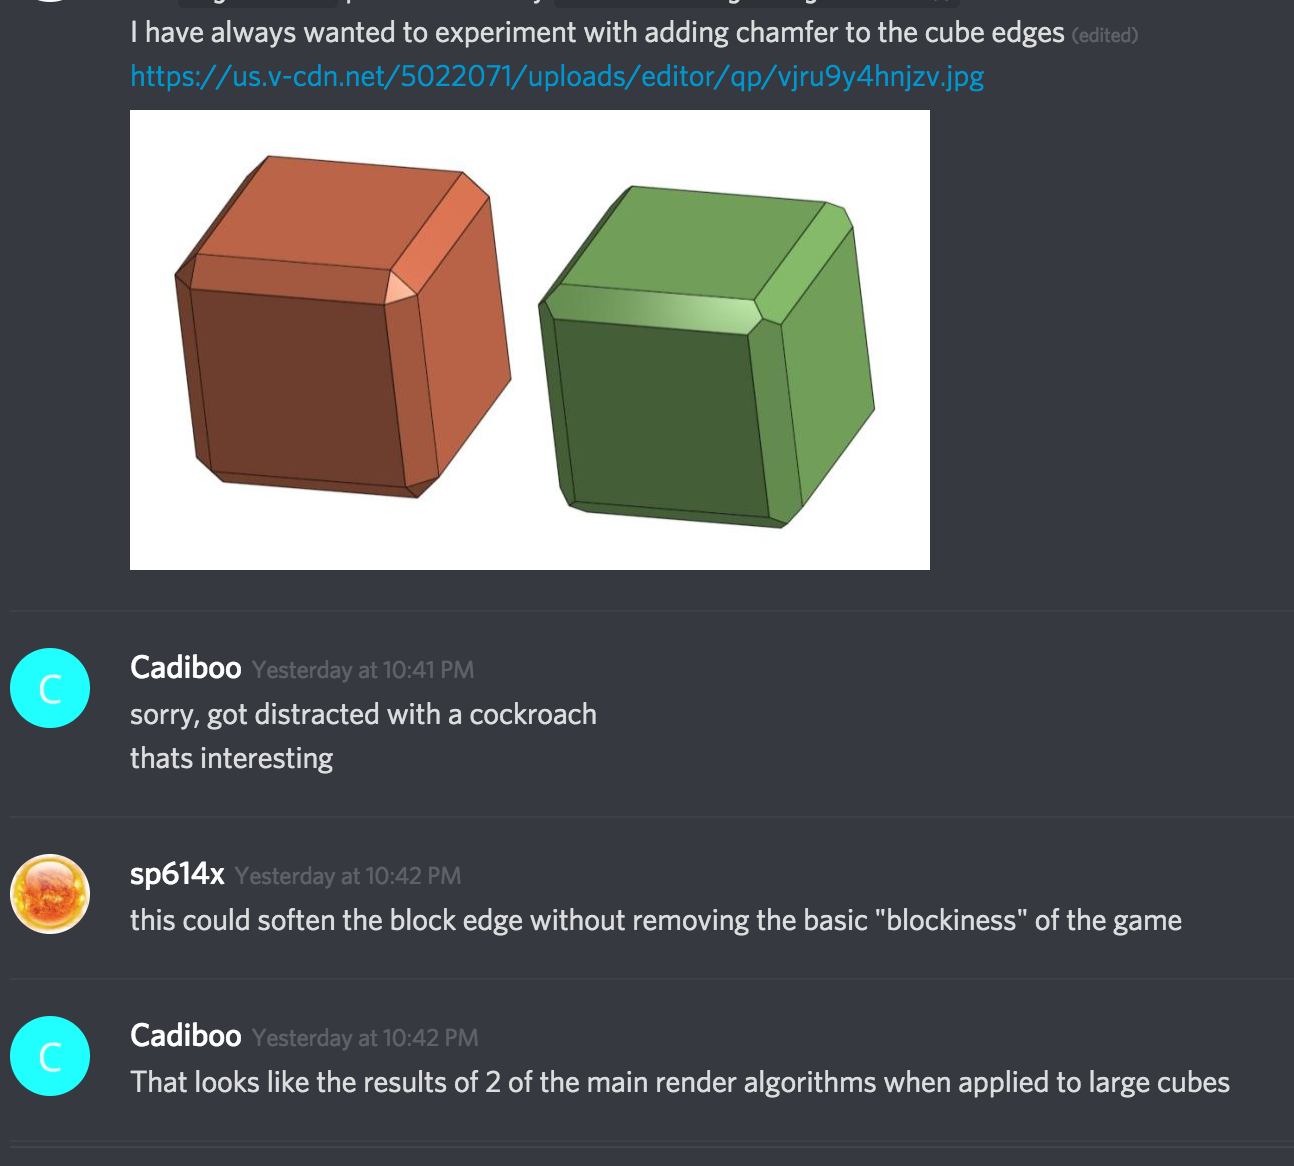 I have always wanted to experiment with adding chamfer to the cube edges (edited)
https://us.v-cdn.net/5022071/uploads/editor/qp/vjru9y4hnjzv.jpg
C
Cadiboo Yesterday at 10:41 PM
sorry, got distracted with a cockroach
thats interesting
sp614x Yesterday at 10:42 PM
this could soften the block edge without removing the basic "blockiness" of the game
C
Cadiboo Yesterday at 10:42 PM
That looks like the results of 2 of the main render algorithms when applied to large cubes